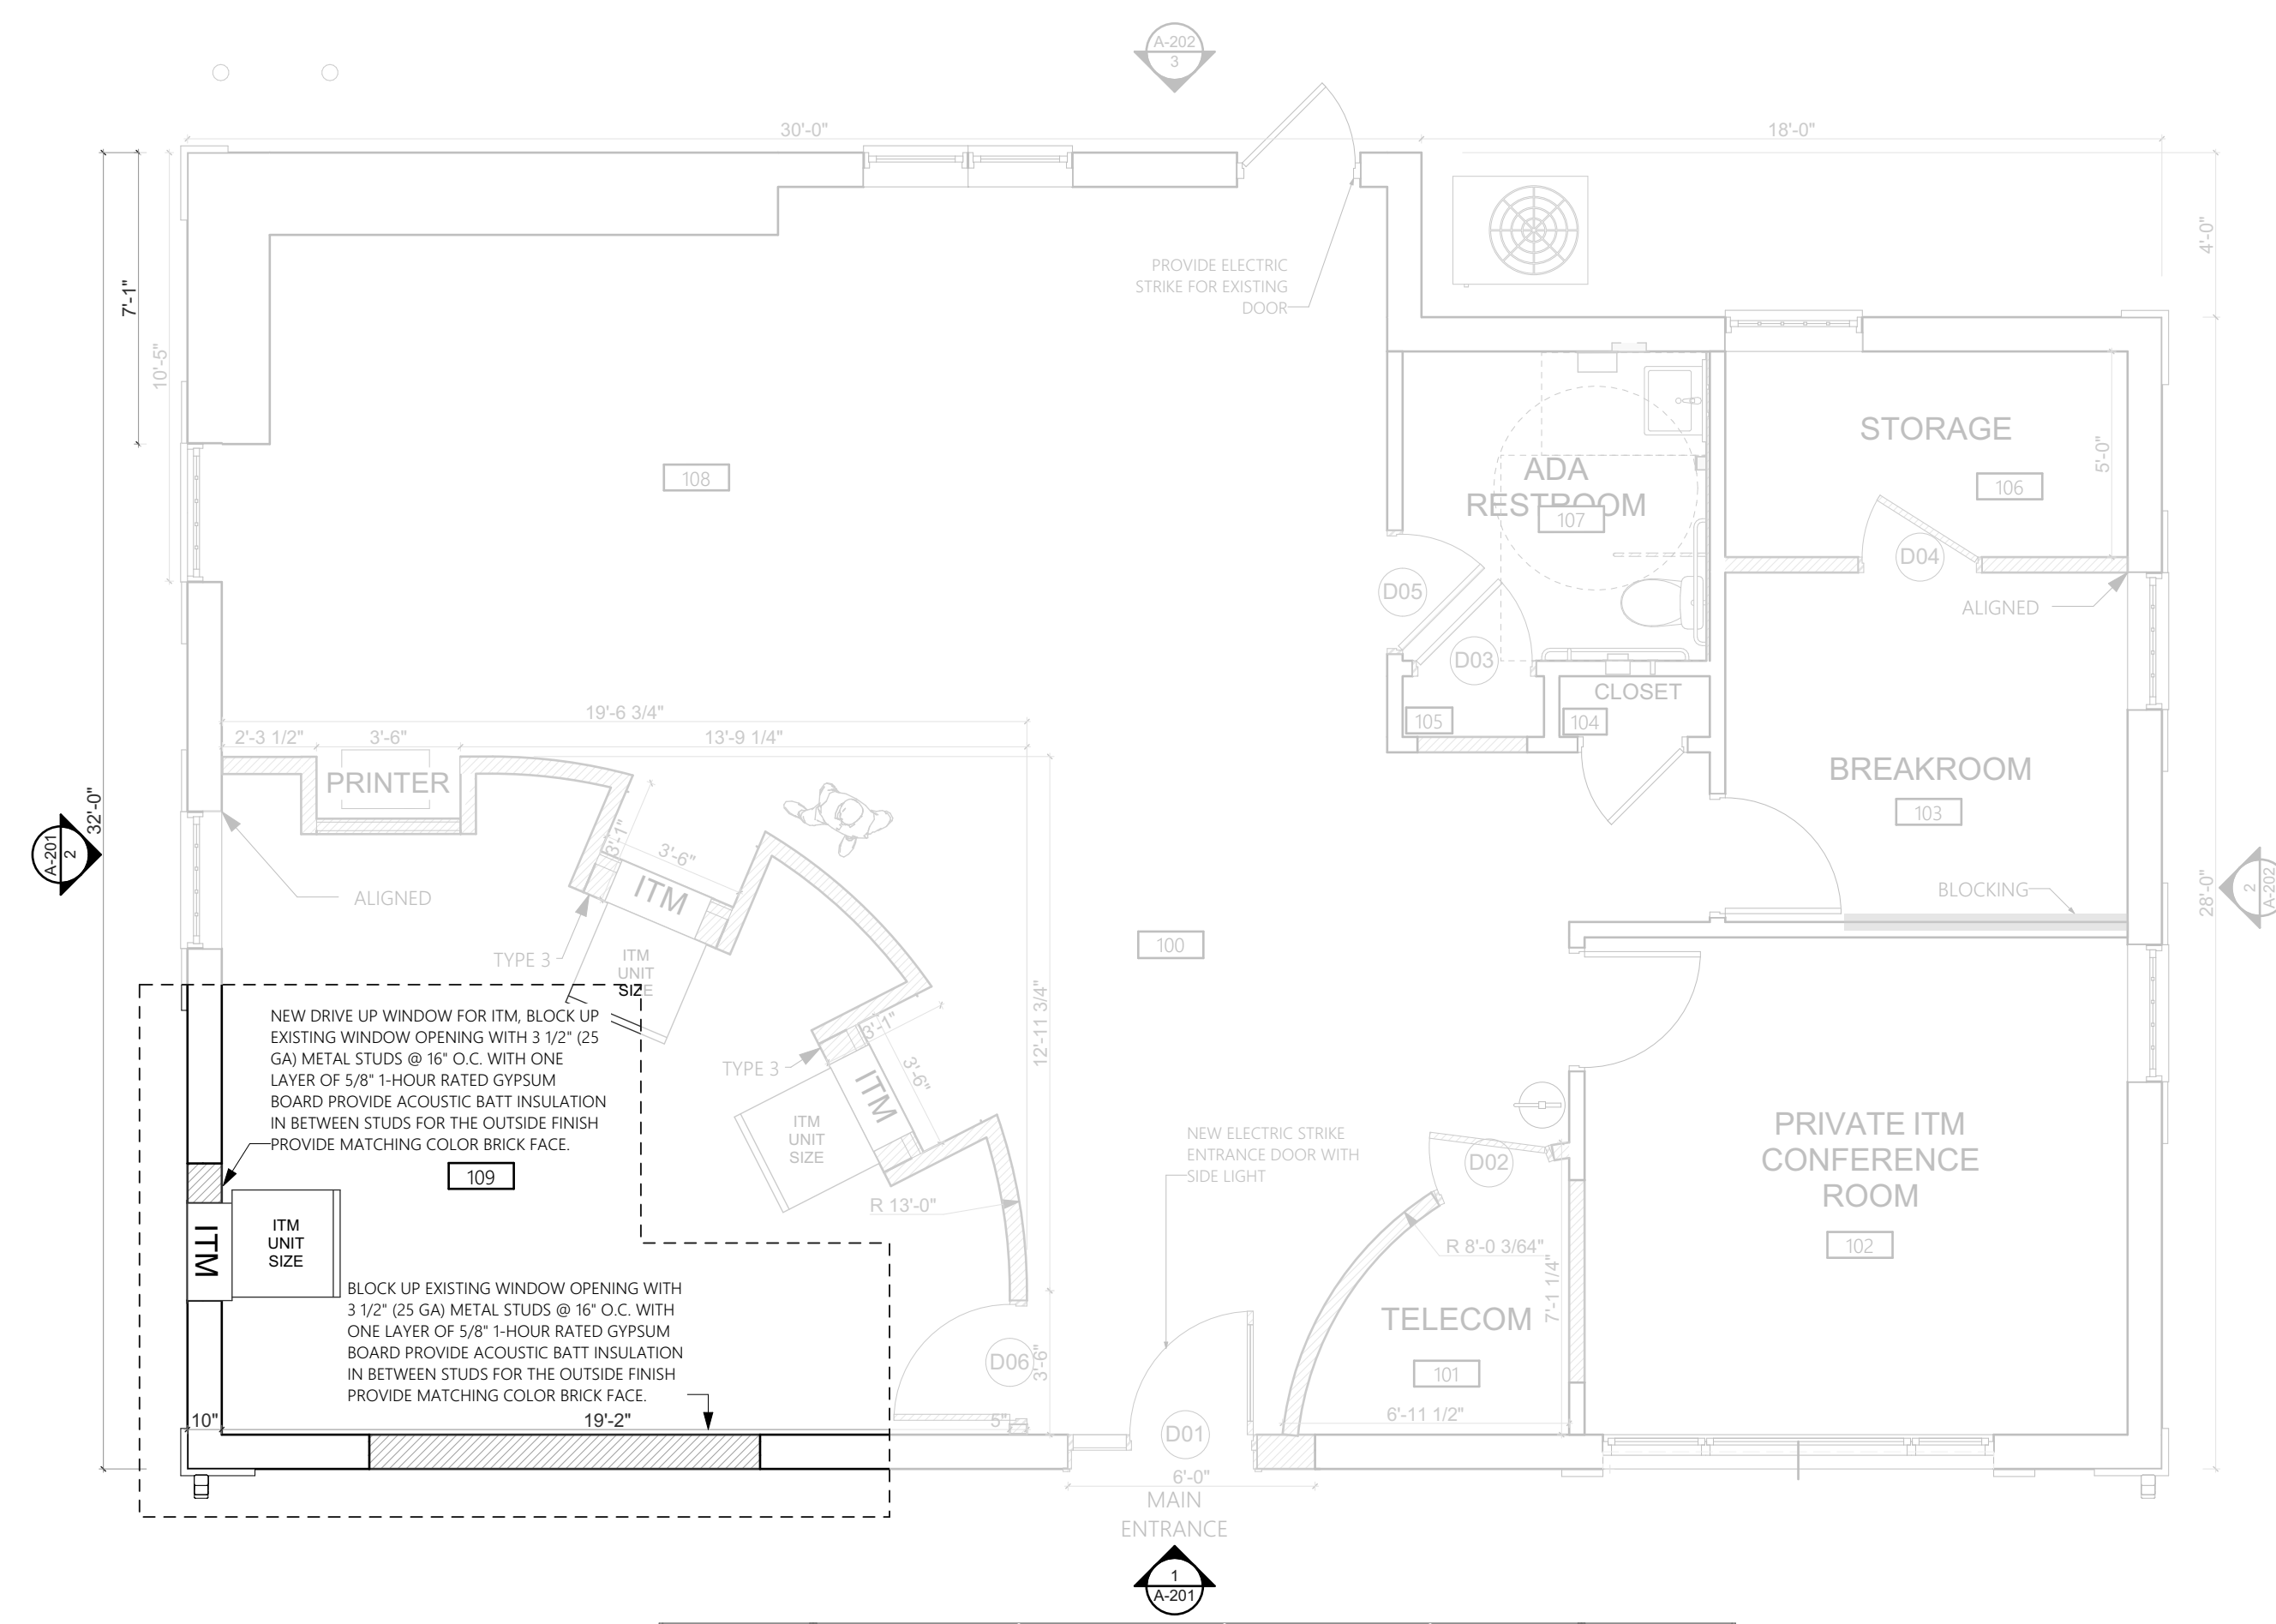 A-202
3
30'-0"
18'-0"
4'-0"
7'-1"
10'-5"
PROVIDE ELECTRIC
STRIKE FOR EXISTING
DOOR
108
ADA
RESTROOM
107
STORAGE
106
5'-0"
D04
ALIGNED
D05
D03
CLOSET
105
104
19'-6 3/4"
2'-3 1/2"
3'-6"
13'-9 1/4"
PRINTER
BREAKROOM
103
32'-0"
A-201
2
3'-1"
3'-6"
ITM
ALIGNED
TYPE 3
ITM
UNIT
SIZE
BLOCKING
28'-0"
2
A-202
100
12'-11 3/4"
NEW DRIVE UP WINDOW FOR ITM, BLOCK UP
EXISTING WINDOW OPENING WITH 3 1/2" (25
GA) METAL STUDS @ 16" O.C. WITH ONE
LAYER OF 5/8" 1-HOUR RATED GYPSUM
BOARD PROVIDE ACOUSTIC BATT INSULATION
IN BETWEEN STUDS FOR THE OUTSIDE FINISH
PROVIDE MATCHING COLOR BRICK FACE.
3'-1"
3'-6"
TYPE 3
ITM
ITM
UNIT
SIZE
109
R 13'-0"
NEW ELECTRIC STRIKE
ENTRANCE DOOR WITH
SIDE LIGHT
D02
PRIVATE ITM
CONFERENCE
ROOM
102
ITM
ITM
UNIT
SIZE
R 8'-0 3/64"
7'-1 1/4"
TELECOM
101
BLOCK UP EXISTING WINDOW OPENING WITH
3 1/2" (25 GA) METAL STUDS @ 16" O.C. WITH
ONE LAYER OF 5/8" 1-HOUR RATED GYPSUM
BOARD PROVIDE ACOUSTIC BATT INSULATION
IN BETWEEN STUDS FOR THE OUTSIDE FINISH
PROVIDE MATCHING COLOR BRICK FACE.
D06
3'-6"
10"
19'-2"
5"
D01
6'-11 1/2"
6'-0"
MAIN
ENTRANCE
1
A-201